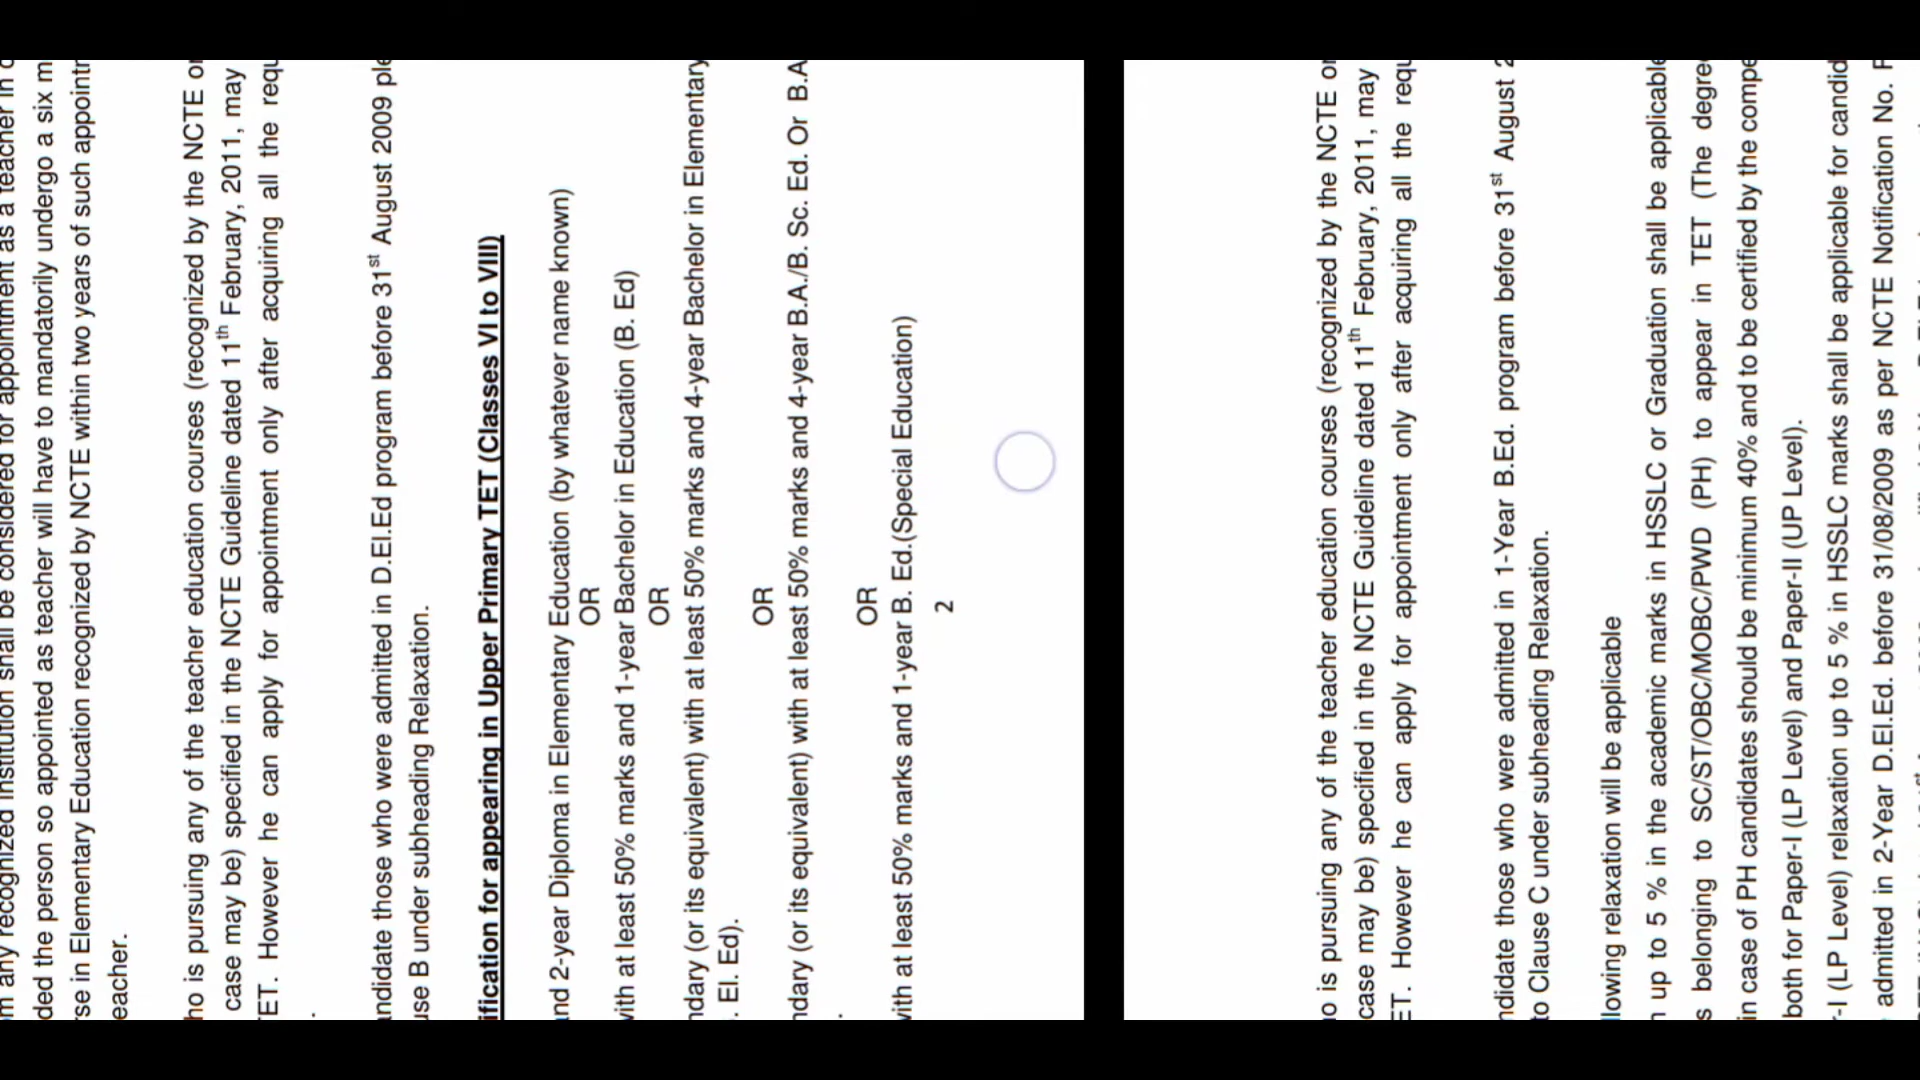 m any recognized institution shall be considered for appointment as a teacher in c
ded the person so appointed as teacher will have to mandatorily undergo a six m
rse in Elementary Education recognized by NCTE within two years of such appointr
eacher.
ho is pursuing any of the teacher education courses (recognized by the NCTE or
case may be) specified in the NCTE Guideline dated 11th February, 2011, may
ET. However he can apply for appointment only after acquiring all the requ
.
andidate those who were admitted in D.El.Ed program before 31st August 2009 ple
use B under subheading Relaxation.
ification for appearing in Upper Primary TET (Classes VI to VIII)
nd 2-year Diploma in Elementary Education (by whatever name known)
OR
with at least 50% marks and 1-year Bachelor in Education (B. Ed)
OR
ndary (or its equivalent) with at least 50% marks and 4-year Bachelor in Elementary
. El. Ed).
OR
ndary (or its equivalent) with at least 50% marks and 4-year B.A./B. Sc. Ed. Or B.A
.
OR
with at least 50% marks and 1-year B. Ed.(Special Education)
2
o is pursuing any of the teacher education courses (recognized by the NCTE or
case may be) specified in the NCTE Guideline dated 11th February, 2011, may
ET. However he can apply for appointment only after acquiring all the requ
ndidate those who were admitted in 1-Year B.Ed. program before 31st August 2
to Clause C under subheading Relaxation.
llowing relaxation will be applicable
n up to 5 % in the academic marks in HSSLC or Graduation shall be applicable
s belonging to SC/ST/OBC/MOBC/PWD (PH) to appear in TET (The degre
in case of PH candidates should be minimum 40% and to be certified by the compe
both for Paper-I (LP Level) and Paper-II (UP Level).
r-I (LP Level) relaxation up to 5 % in HSSLC marks shall be applicable for candid
admitted in 2-Year D.El.Ed. before 31/08/2009 as per NCTE Notification No. F